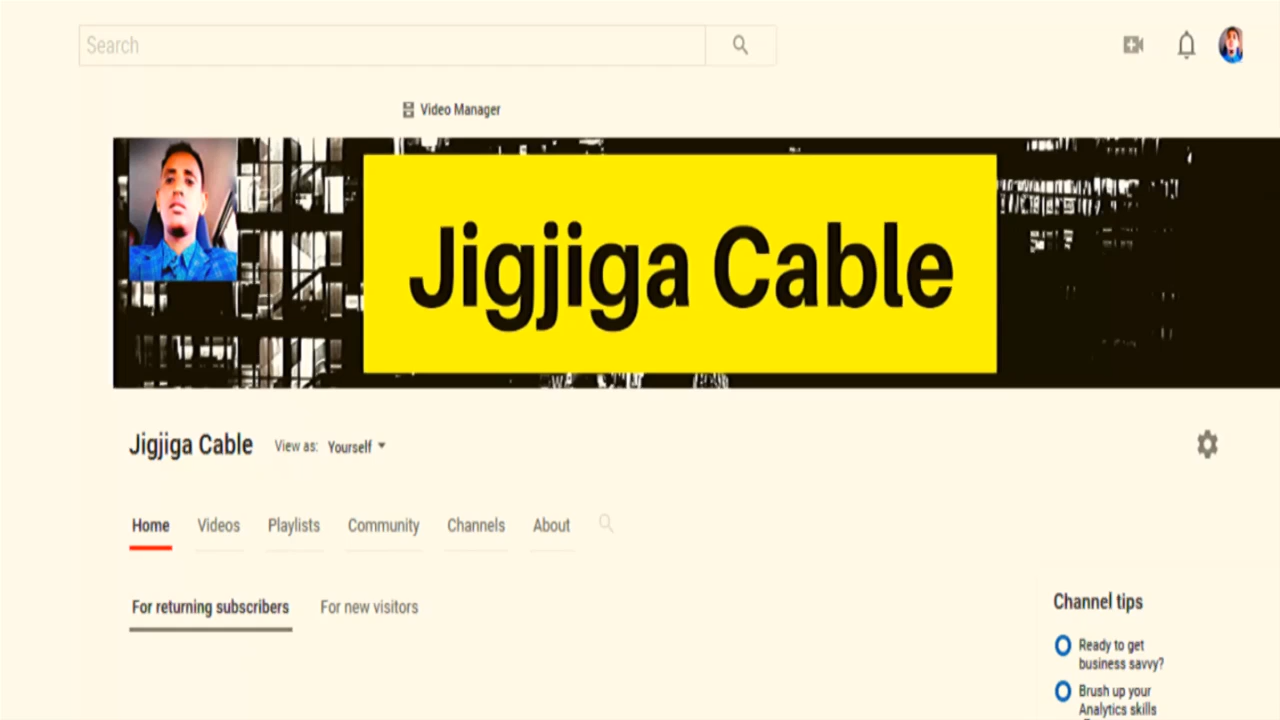 Search
Video Manager
Jigjiga Cable
Jigjiga Cable View as: Yourself
Home Videos Playlists Community Channels About
For returning subscribers For new visitors
Channel tips
Ready to get
business savvy?
Brush up your
Analytics skills